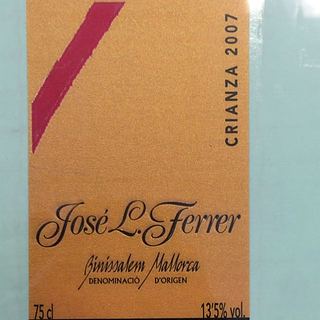 CRIANZA 2007
José L. Ferrer
Binissalem Mallorca
DENOMINACIÓ D'ORIGEN
75 cl 13'5% vol.